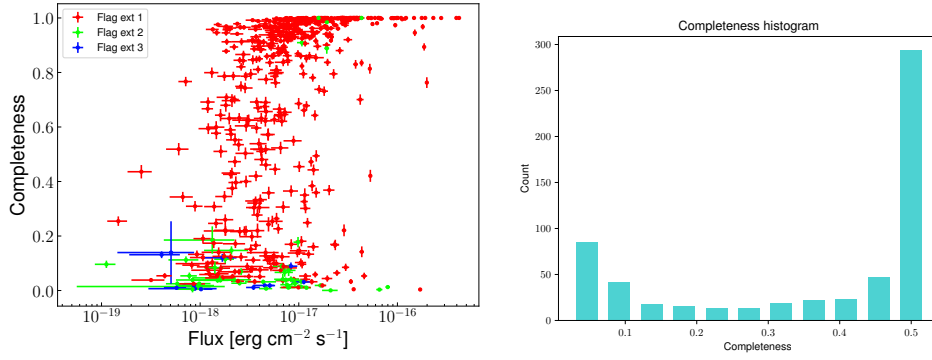 Flag ext 1
Flag ext 2
Flag ext 3
Completeness
1.0
0.8
0.6
0.4
0.2
0.0
10⁻¹⁹
10⁻¹⁸
10⁻¹⁷
10⁻¹⁶
Flux [erg cm⁻² s⁻¹]
Completeness histogram
Count
300
250
200
150
100
50
0
0.1
0.2
0.3
0.4
0.5
Completeness